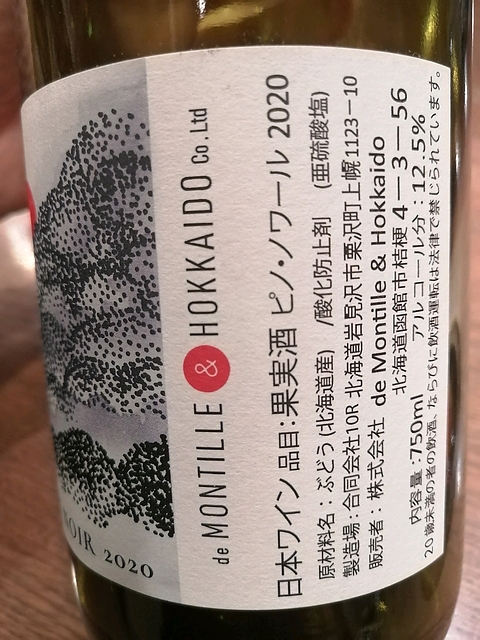 NOIR 2020
de MONTILLE & HOKKAIDO Co., Ltd
日本ワイン 品目:果実酒 ピノ・ノワール 2020
原材料名:ぶどう(北海道産) /酸化防止剤 (亜硫酸塩)
製造場:合同会社10R 北海道岩見沢市栗沢町上幌1123-10
販売者:株式会社 de Montille & Hokkaido
北海道函館市桔梗4-3-56
内容量:750ml アルコール分:12.5%
20歳未満の者の飲酒、ならびに飲酒運転は法律で禁じられています。